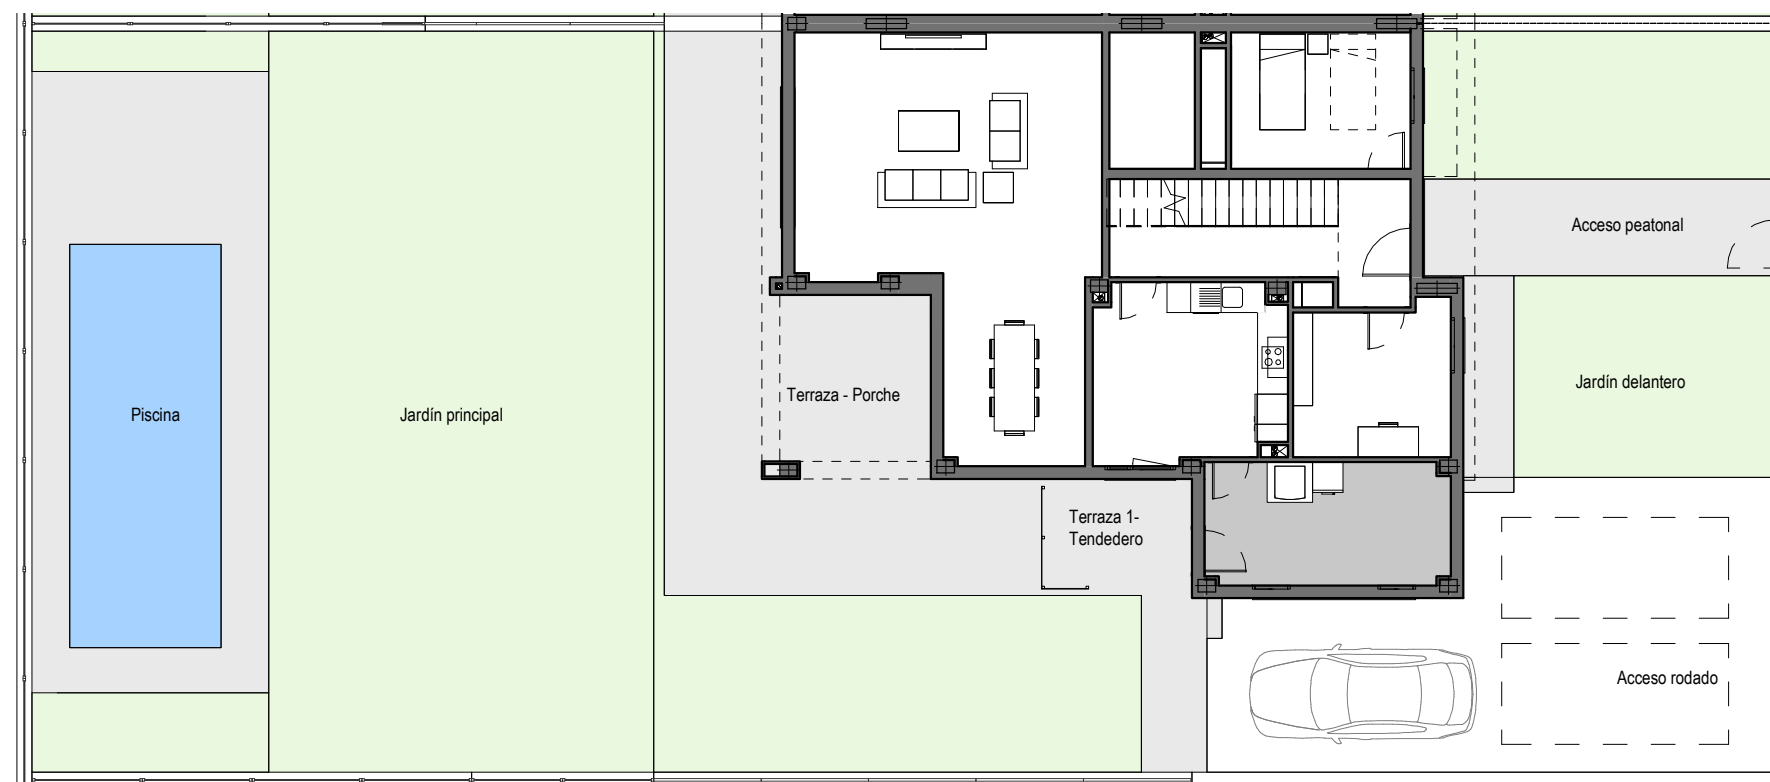 Acceso peatonal
Jardín delantero
Terraza - Porche
Piscina
Jardín principal
Terraza 1-
Tendedero
Acceso rodado